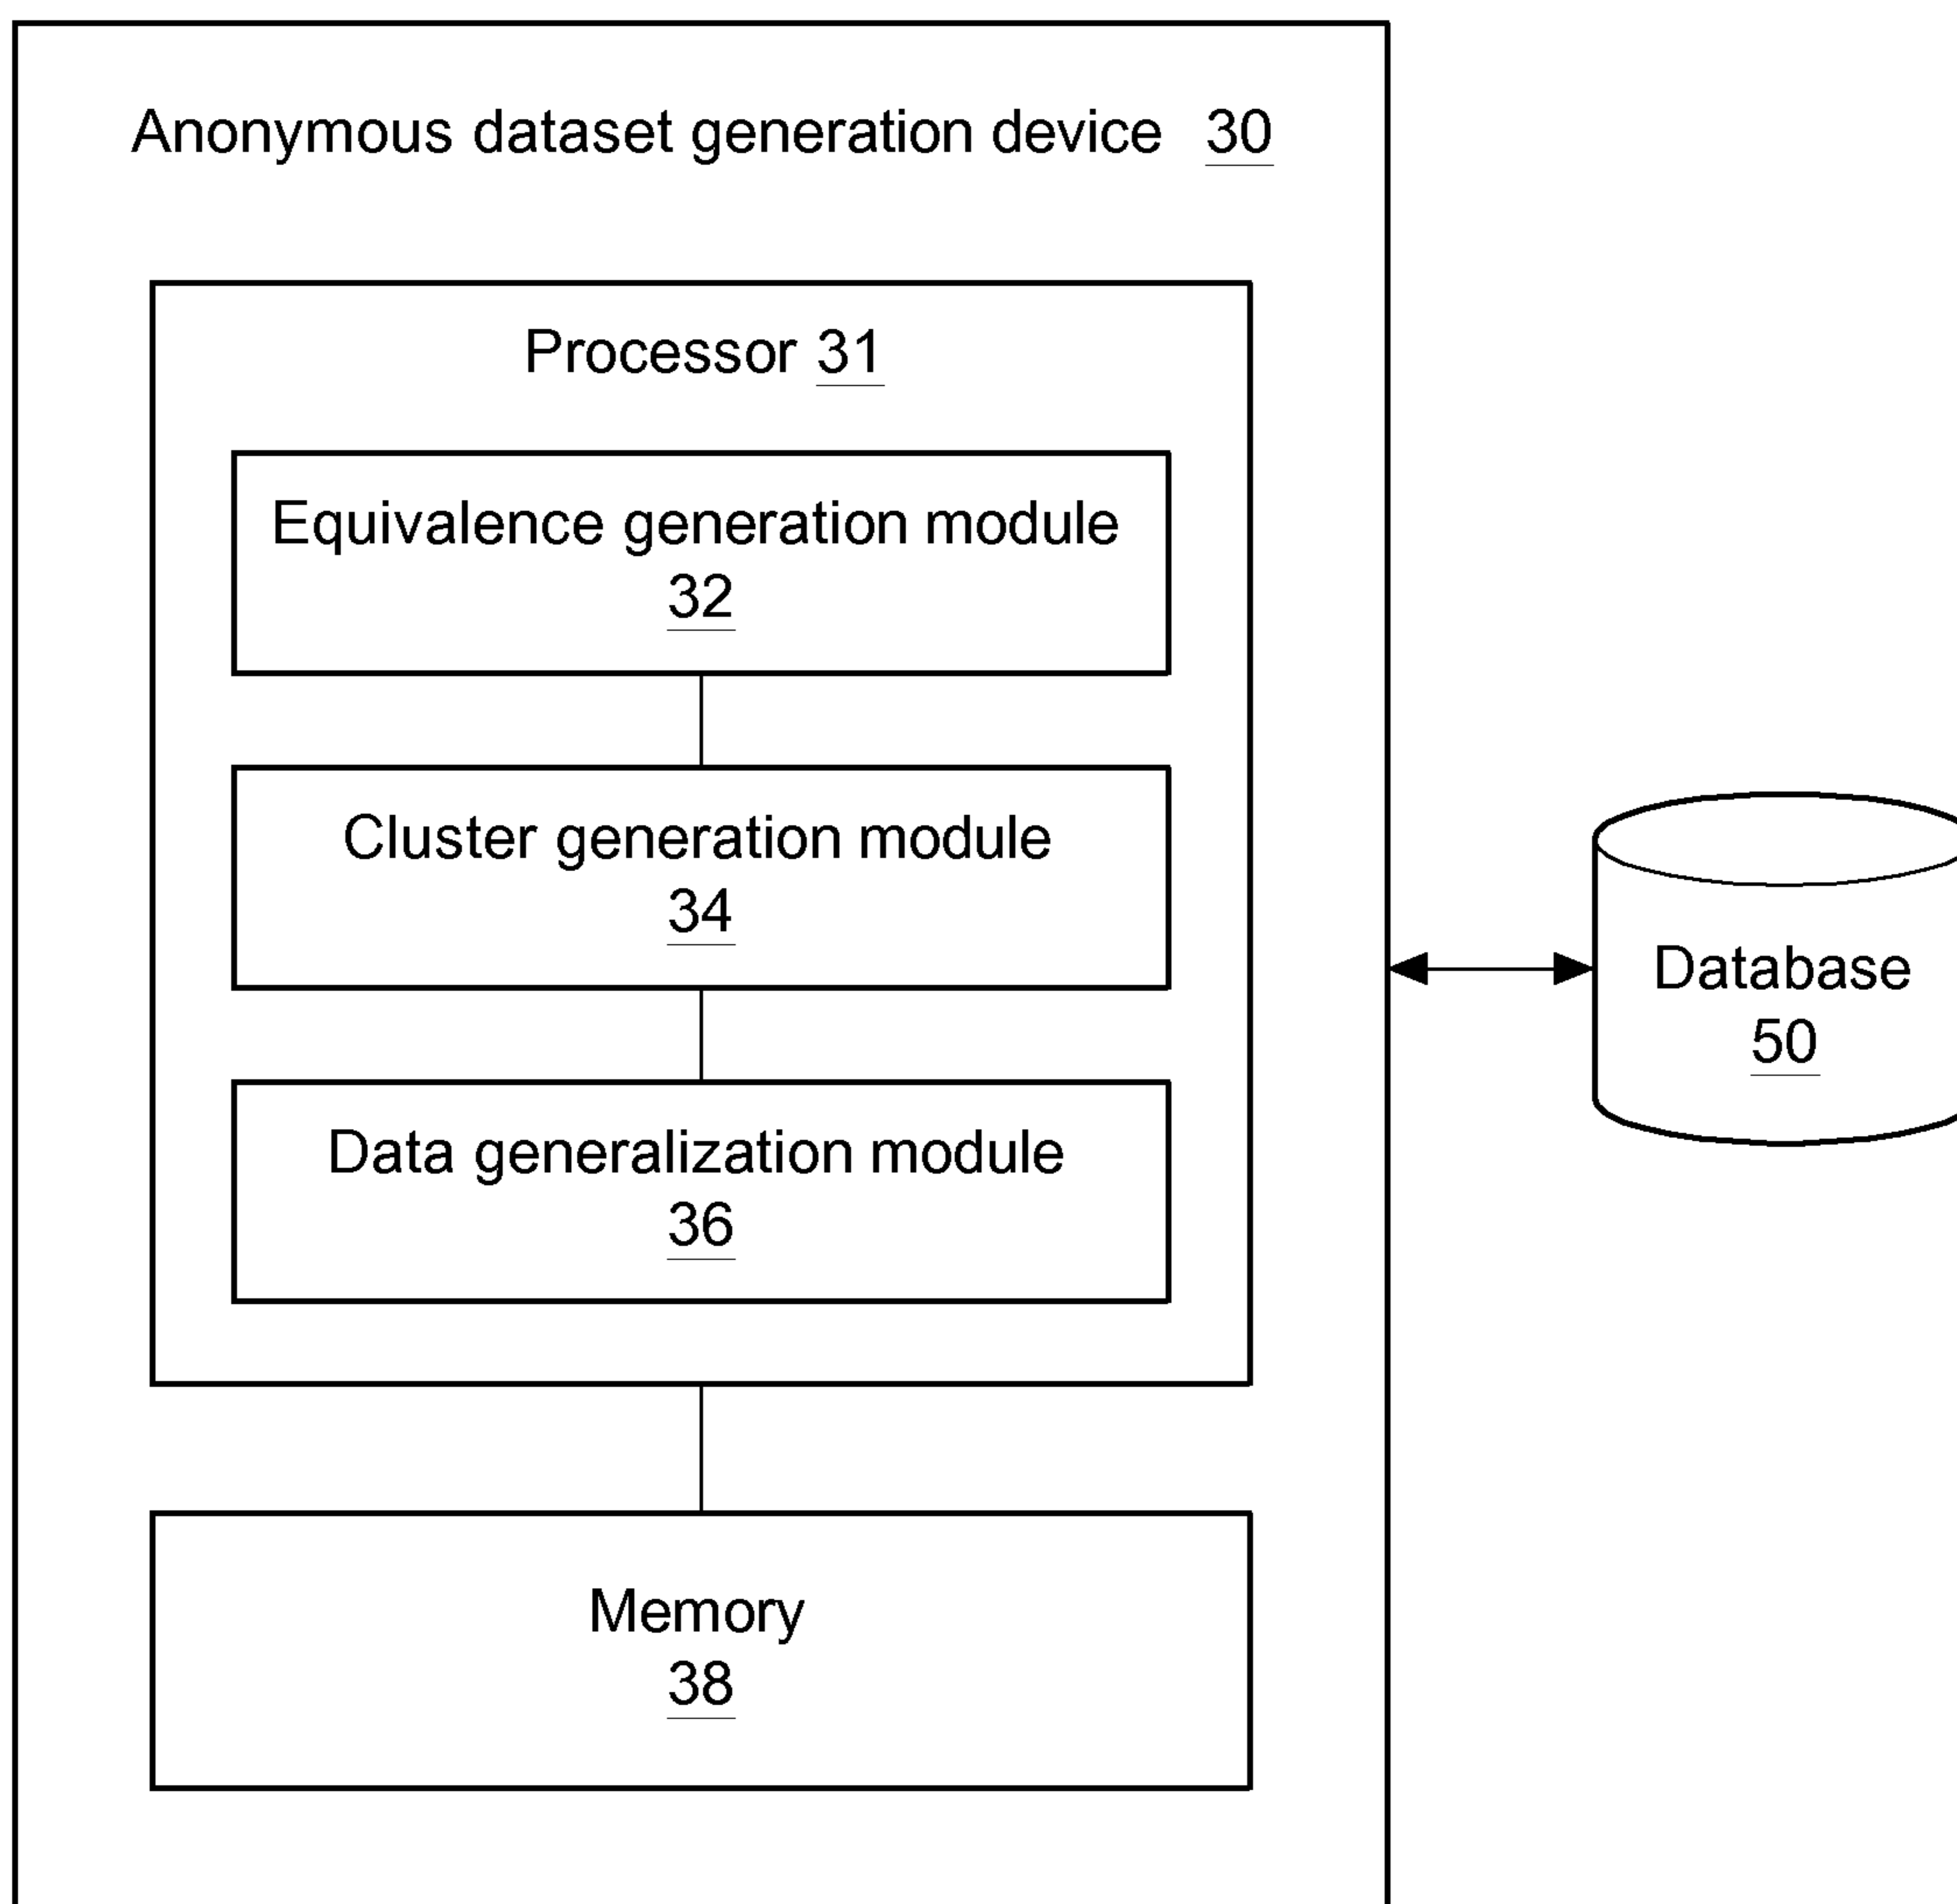 Anonymous dataset generation device 30
Processor 31
Equivalence generation module
32
Cluster generation module
34
Data generalization module
36
Memory
38
Database
50